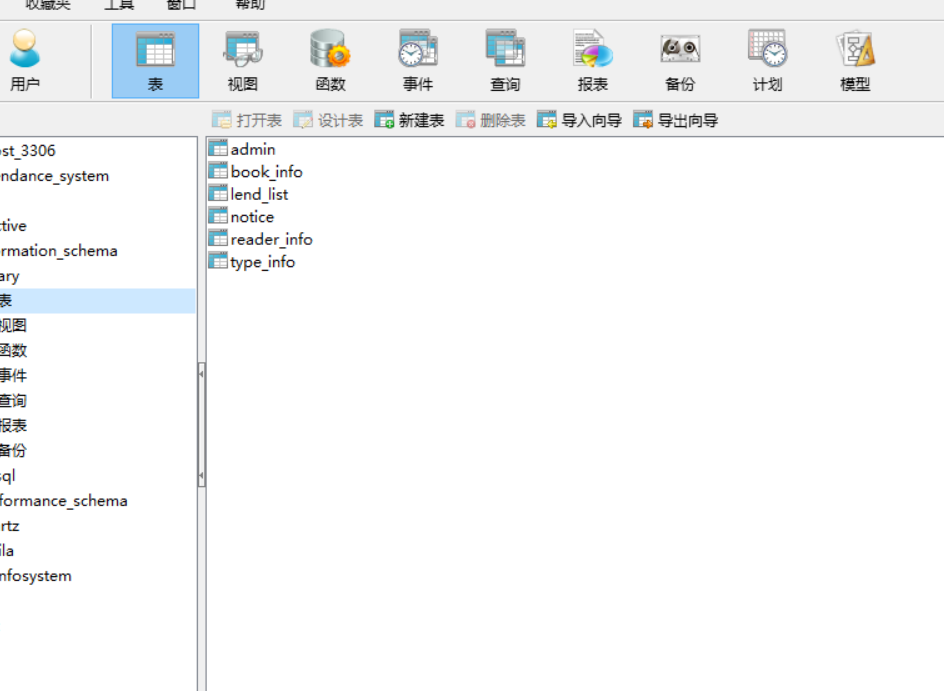 收藏夹 工具 窗口 帮助
用户 表 视图 函数 事件 查询 报表 备份 计划 模型
打开表 设计表 新建表 删除表 导入向导 导出向导
ost_3306
endance_system
ctive
rmation_schema
ary
表
视图
函数
事件
查询
报表
备份
sql
formance_schema
rtz
ila
nfosystem
admin
book_info
lend_list
notice
reader_info
type_info